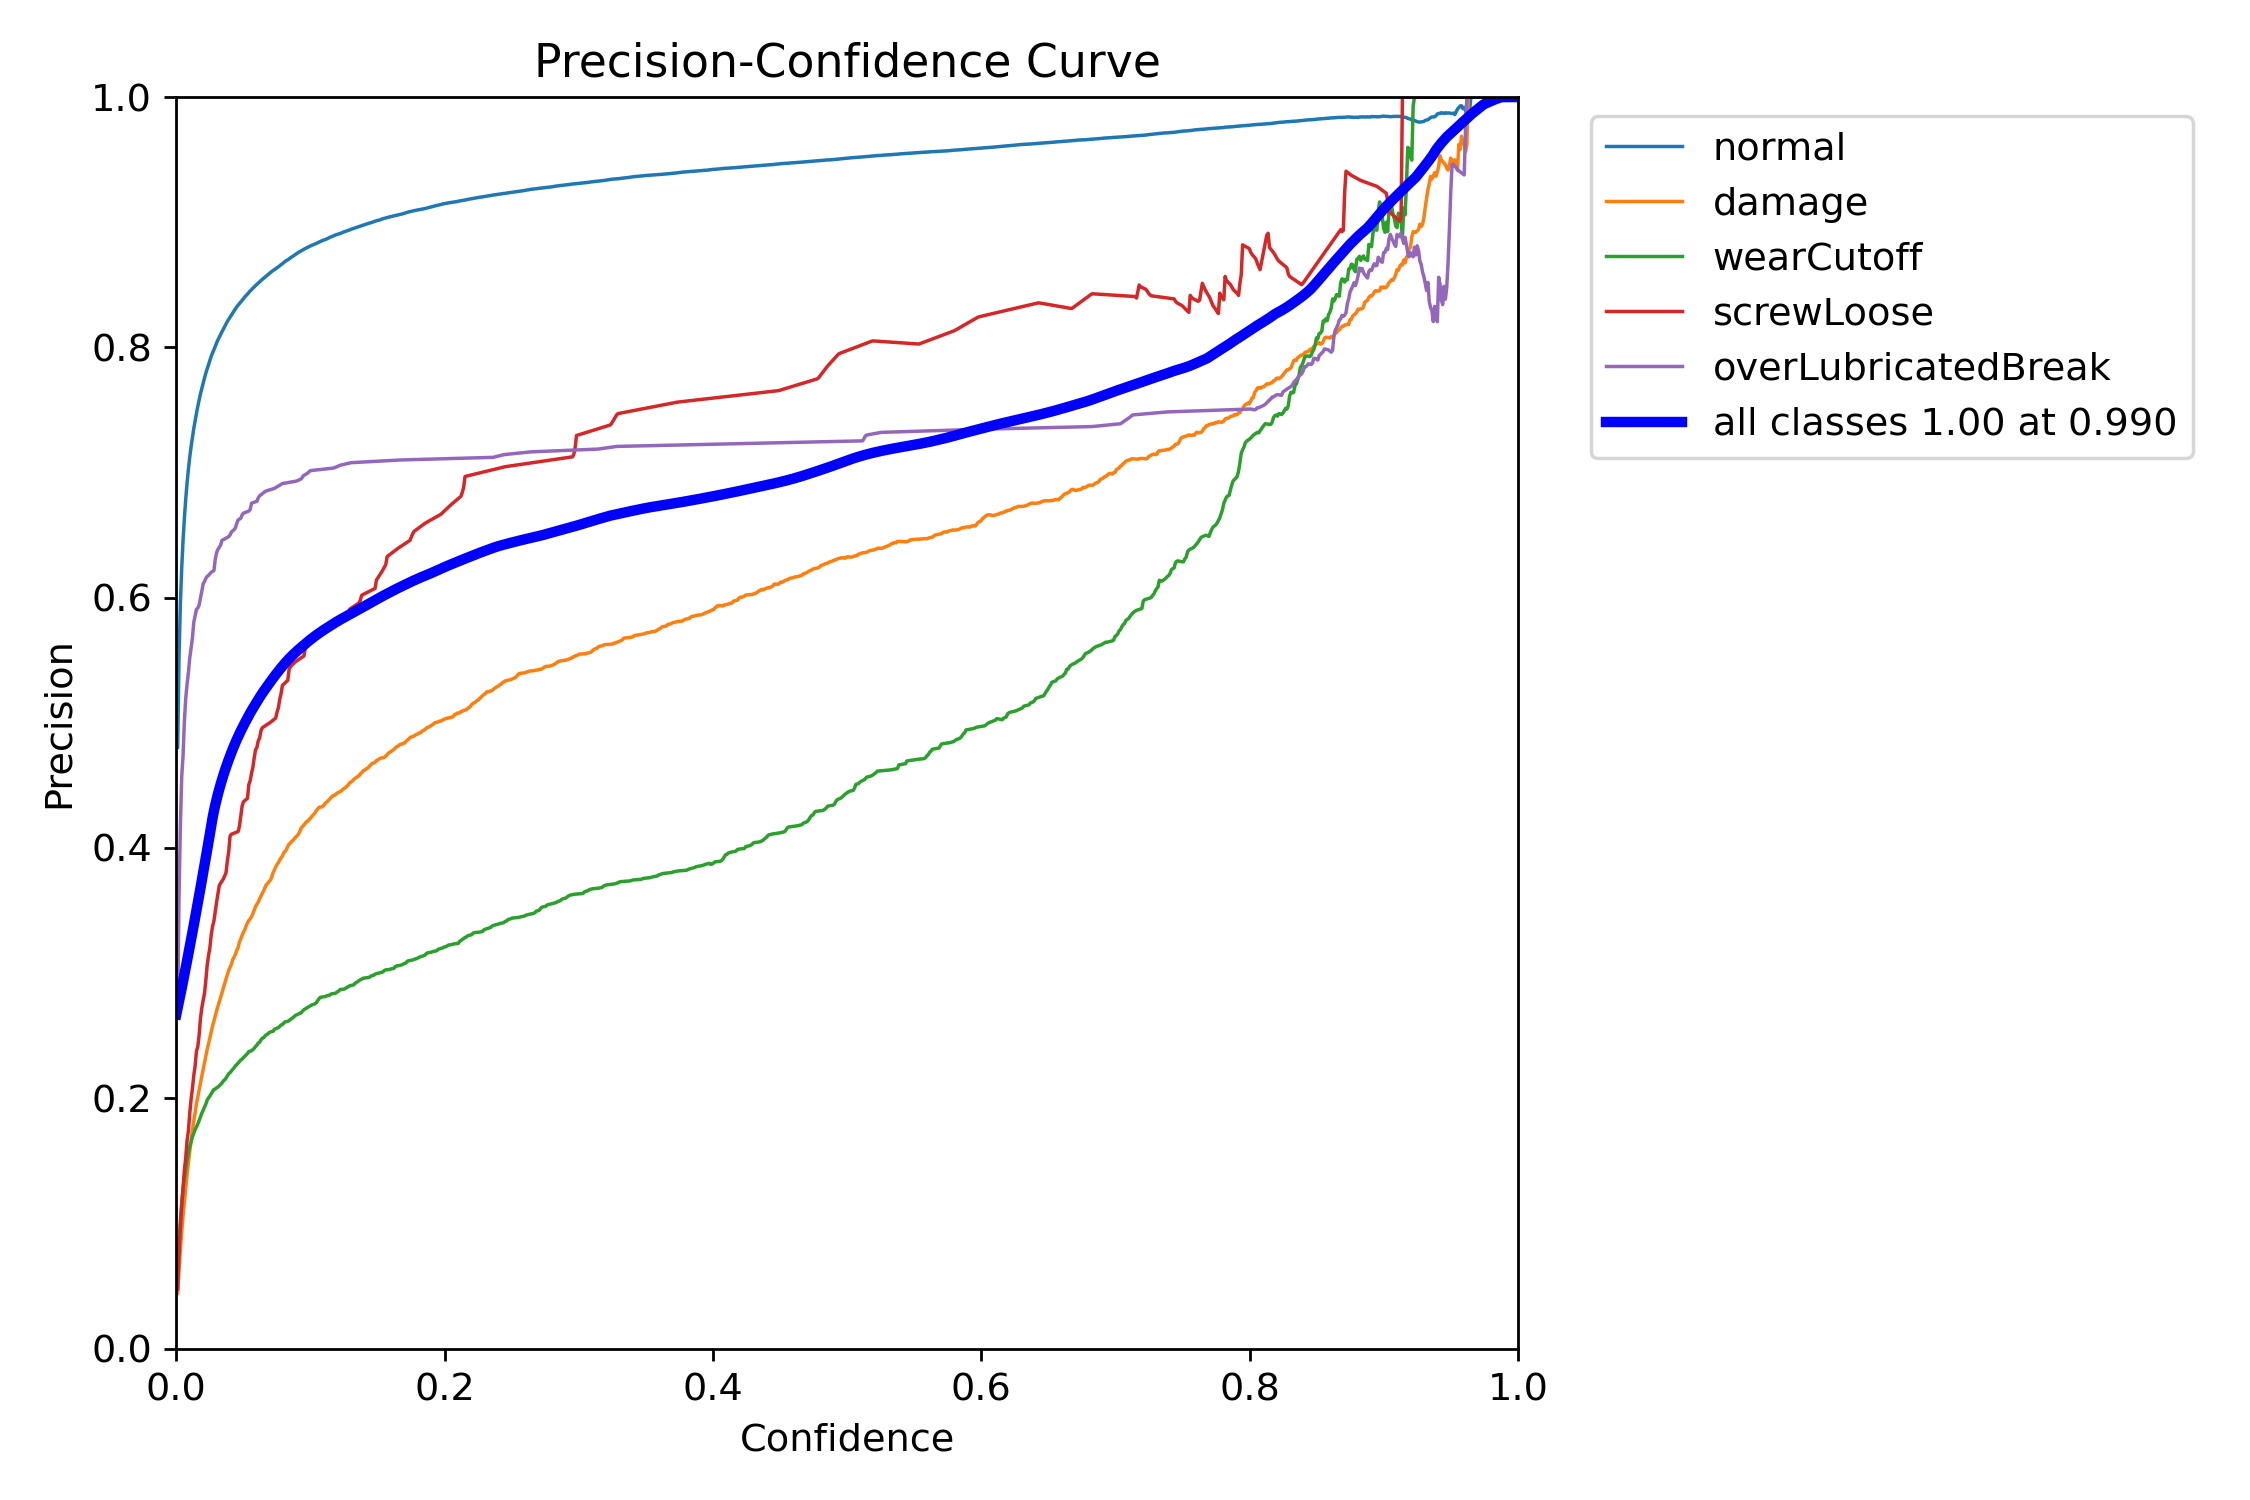 Precision-Confidence Curve
1.0
0.8
0.6
0.4
0.2
0.0
Precision
0.0 0.2 0.4 0.6 0.8 1.0
Confidence
normal
damage
wearCutoff
screwLoose
overLubricatedBreak
all classes 1.00 at 0.990